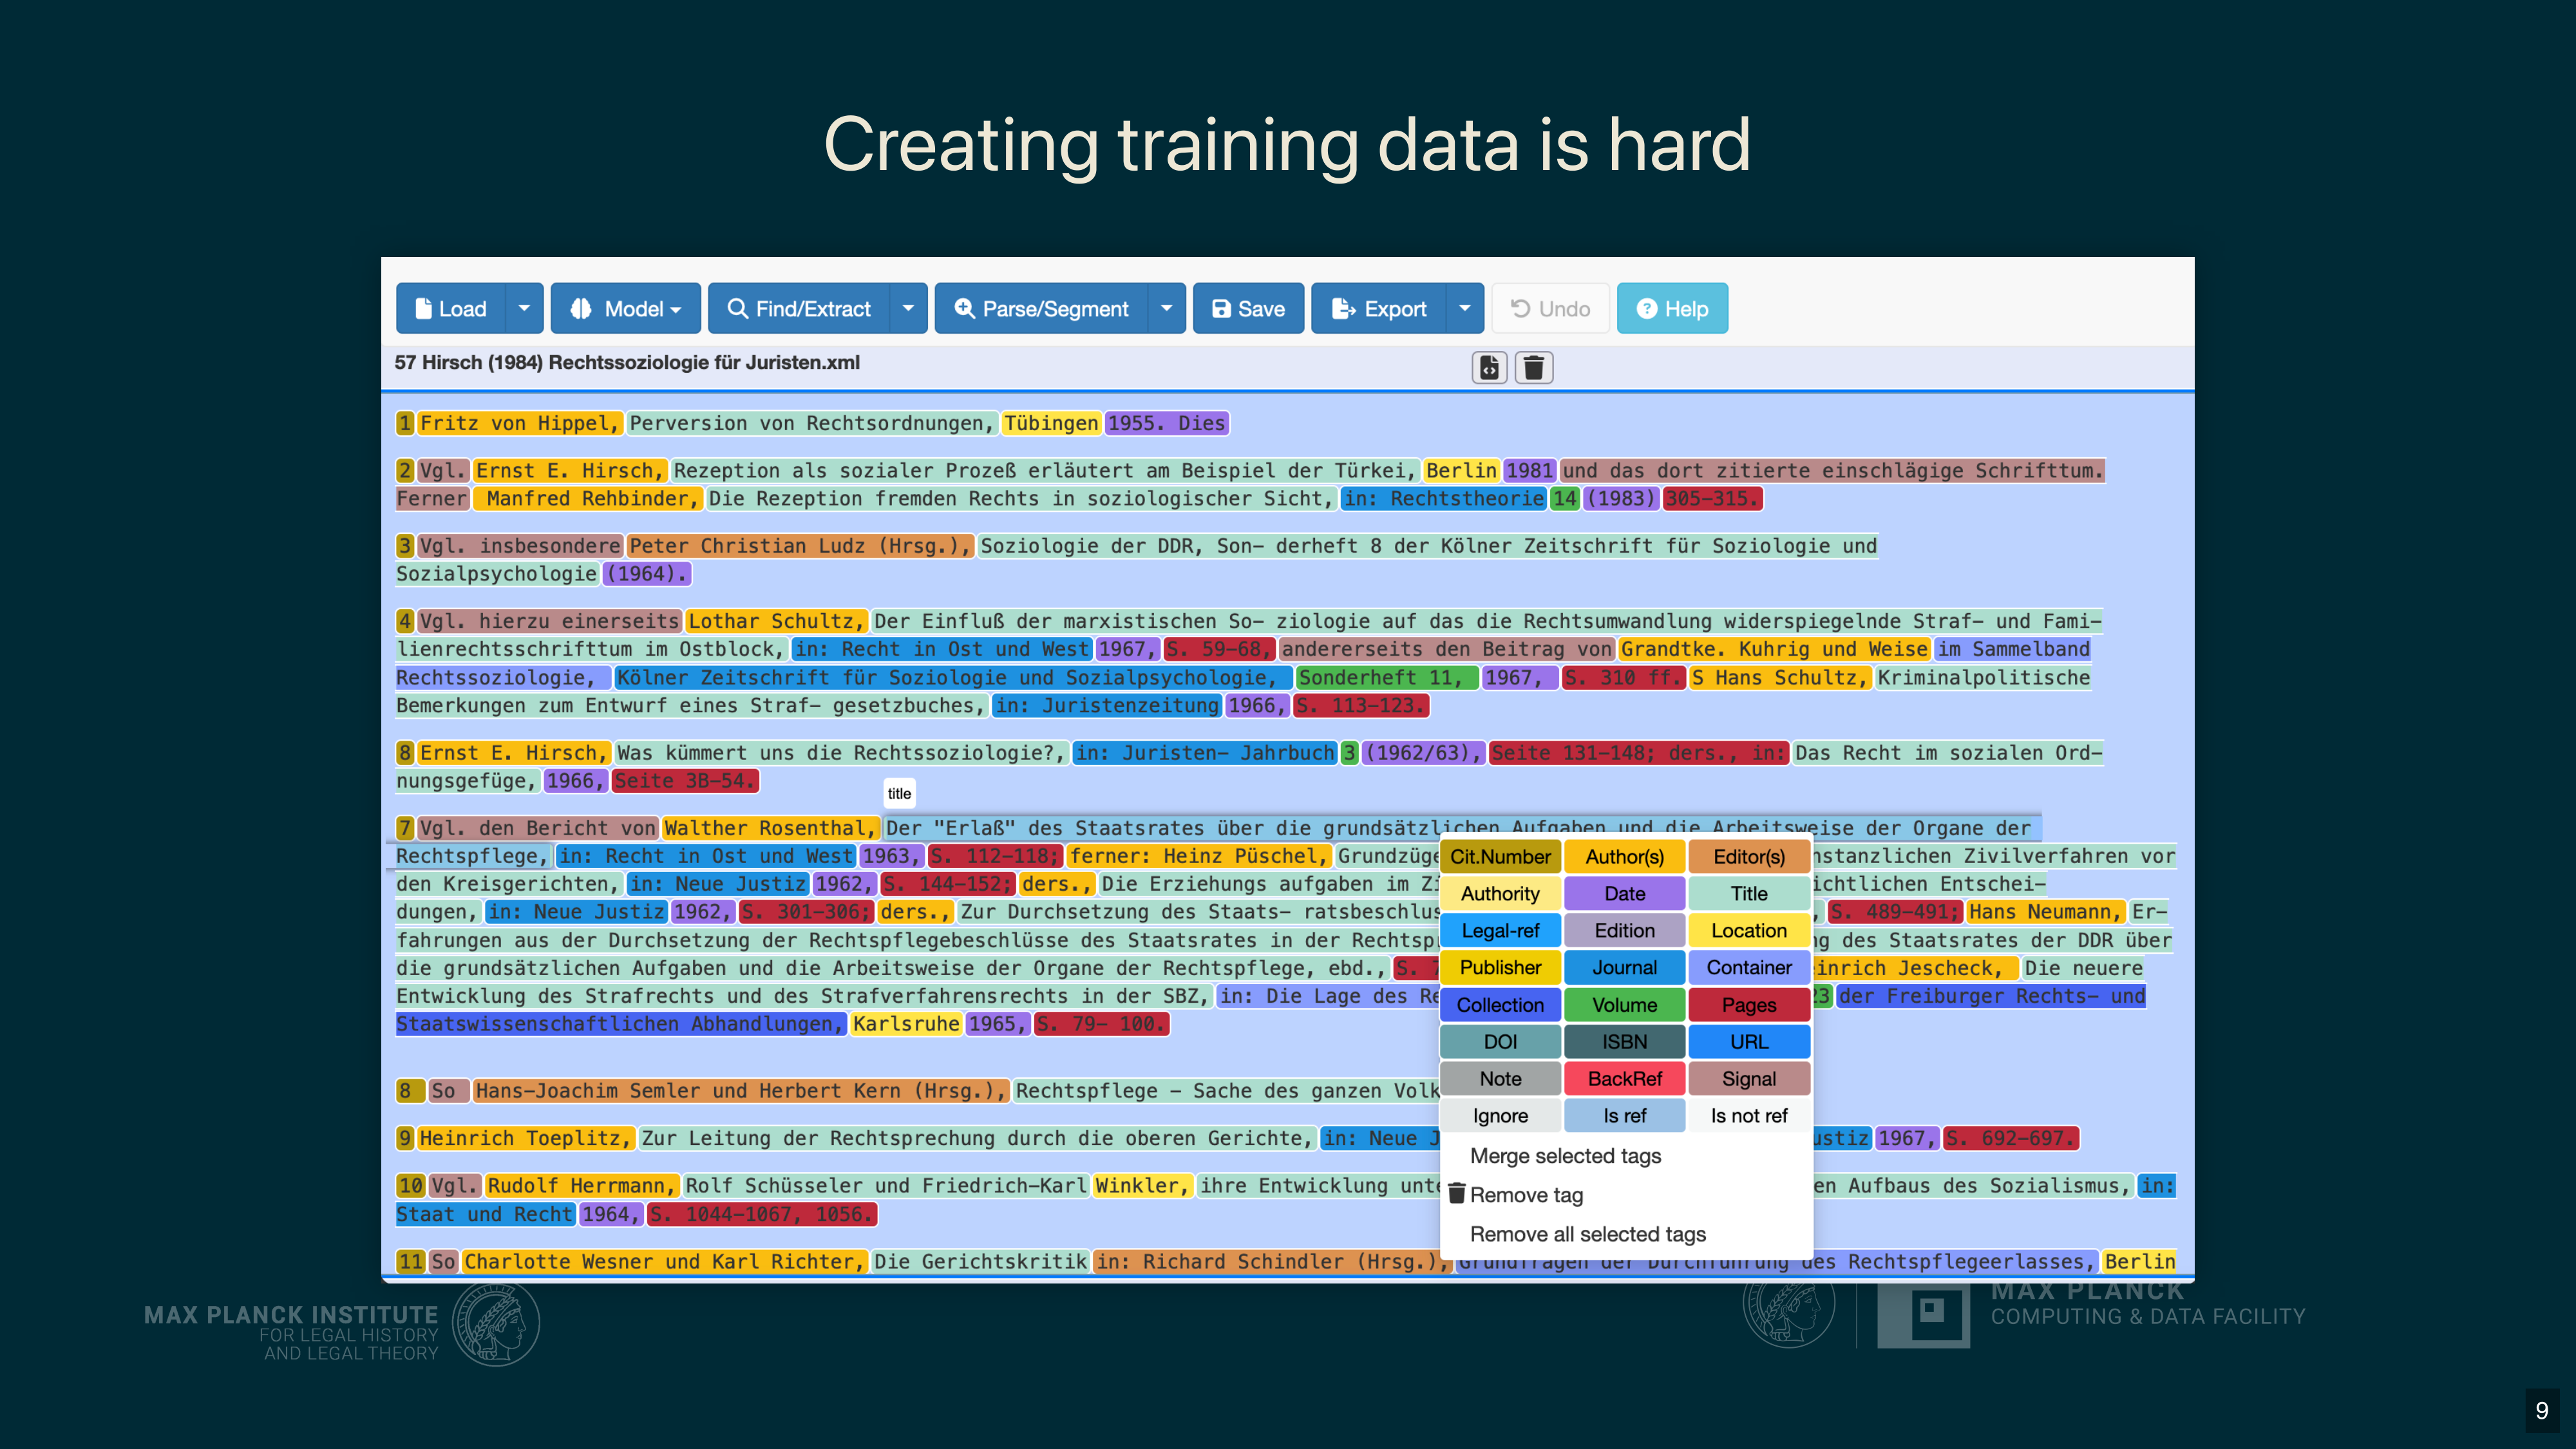 Creating training data is hard
Load Model Find/Extract Parse/Segment Save Export Undo Help
57 Hirsch (1984) Rechtssoziologie für Juristen.xml
1 Fritz von Hippel, Perversion von Rechtsordnungen, Tübingen 1955. Dies
2 Vgl. Ernst E. Hirsch, Rezeption als sozialer Prozeß erläutert am Beispiel der Türkei, Berlin 1981 und das dort zitierte einschlägige Schrifttum.
Ferner Manfred Rehbinder, Die Rezeption fremden Rechts in soziologischer Sicht, in: Rechtstheorie 14 (1983) 305-315.
3 Vgl. insbesondere Peter Christian Ludz (Hrsg.), Soziologie der DDR, Son- derheft 8 der Kölner Zeitschrift für Soziologie und
Sozialpsychologie (1964).
4 Vgl. hierzu einerseits Lothar Schultz, Der Einfluß der marxistischen So- ziologie auf das die Rechtsumwandlung widerspiegelnde Straf- und Fami-
lienrechtsschrifttum im Ostblock, in: Recht in Ost und West 1967, S. 59-68, andererseits den Beitrag von Grandtke. Kuhrig und Weise im Sammelband
Rechtssoziologie, Kölner Zeitschrift für Soziologie und Sozialpsychologie, Sonderheft 11, 1967, S. 310 ff. S Hans Schultz, Kriminalpolitische
Bemerkungen zum Entwurf eines Straf- gesetzbuches, in: Juristenzeitung 1966, S. 113-123.
8 Ernst E. Hirsch, Was kümmert uns die Rechtssoziologie?, in: Juristen- Jahrbuch 3 (1962/63), Seite 131-148; ders., in: Das Recht im sozialen Ord-
nungsgefüge, 1966, Seite 3B-54.
title
7 Vgl. den Bericht von Walther Rosenthal, Der "Erlaß" des Staatsrates über die grundsätzlichen Aufgaben und die Arbeitsweise der Organe der
Rechtspflege, in: Recht in Ost und West 1963, S. 112-118; ferner: Heinz Püschel, Grundzüge nstanzlichen Zivilverfahren vor
den Kreisgerichten, in: Neue Justiz 1962, S. 144-152; ders., Die Erziehungs aufgaben im Zi ichtlichen Entschei-
dungen, in: Neue Justiz 1962, S. 301-306; ders., Zur Durchsetzung des Staats- ratsbeschlus , S. 489-491; Hans Neumann, Er-
fahrungen aus der Durchsetzung der Rechtspflegebeschlüsse des Staatsrates in der Rechtsp g des Staatsrates der DDR über
die grundsätzlichen Aufgaben und die Arbeitsweise der Organe der Rechtspflege, ebd., S. 7 einrich Jescheck, Die neuere
Entwicklung des Strafrechts und des Strafverfahrensrechts in der SBZ, in: Die Lage des Re 23 der Freiburger Rechts- und
Staatswissenschaftlichen Abhandlungen, Karlsruhe 1965, S. 79- 100.
8 So Hans-Joachim Semler und Herbert Kern (Hrsg.), Rechtspflege - Sache des ganzen Volk
9 Heinrich Toeplitz, Zur Leitung der Rechtsprechung durch die oberen Gerichte, in: Neue J ustiz 1967, S. 692-697.
10 Vgl. Rudolf Herrmann, Rolf Schüsseler und Friedrich-Karl Winkler, ihre Entwicklung unte en Aufbaus des Sozialismus, in:
Staat und Recht 1964, S. 1044-1067, 1056.
11 So Charlotte Wesner und Karl Richter, Die Gerichtskritik in: Richard Schindler (Hrsg.), Grundfragen der Durchführung des Rechtspflegeerlasses, Berlin
Cit.Number Author(s) Editor(s)
Authority Date Title
Legal-ref Edition Location
Publisher Journal Container
Collection Volume Pages
DOI ISBN URL
Note BackRef Signal
Ignore Is ref Is not ref
Merge selected tags
Remove tag
Remove all selected tags
MAX PLANCK INSTITUTE
FOR LEGAL HISTORY
AND LEGAL THEORY
MAX PLANCK
COMPUTING & DATA FACILITY
9